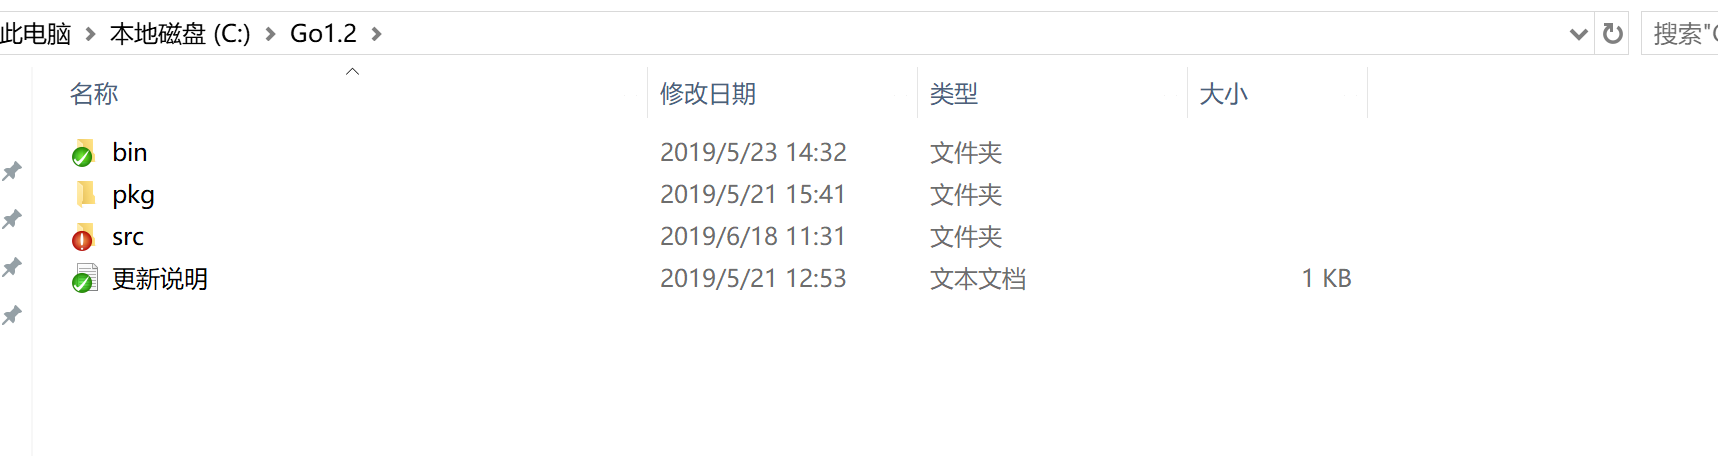 此电脑 > 本地磁盘 (C:) > Go1.2 > 搜索"G
名称 修改日期 类型 大小
bin 2019/5/23 14:32 文件夹
pkg 2019/5/21 15:41 文件夹
src 2019/6/18 11:31 文件夹
更新说明 2019/5/21 12:53 文本文档 1 KB